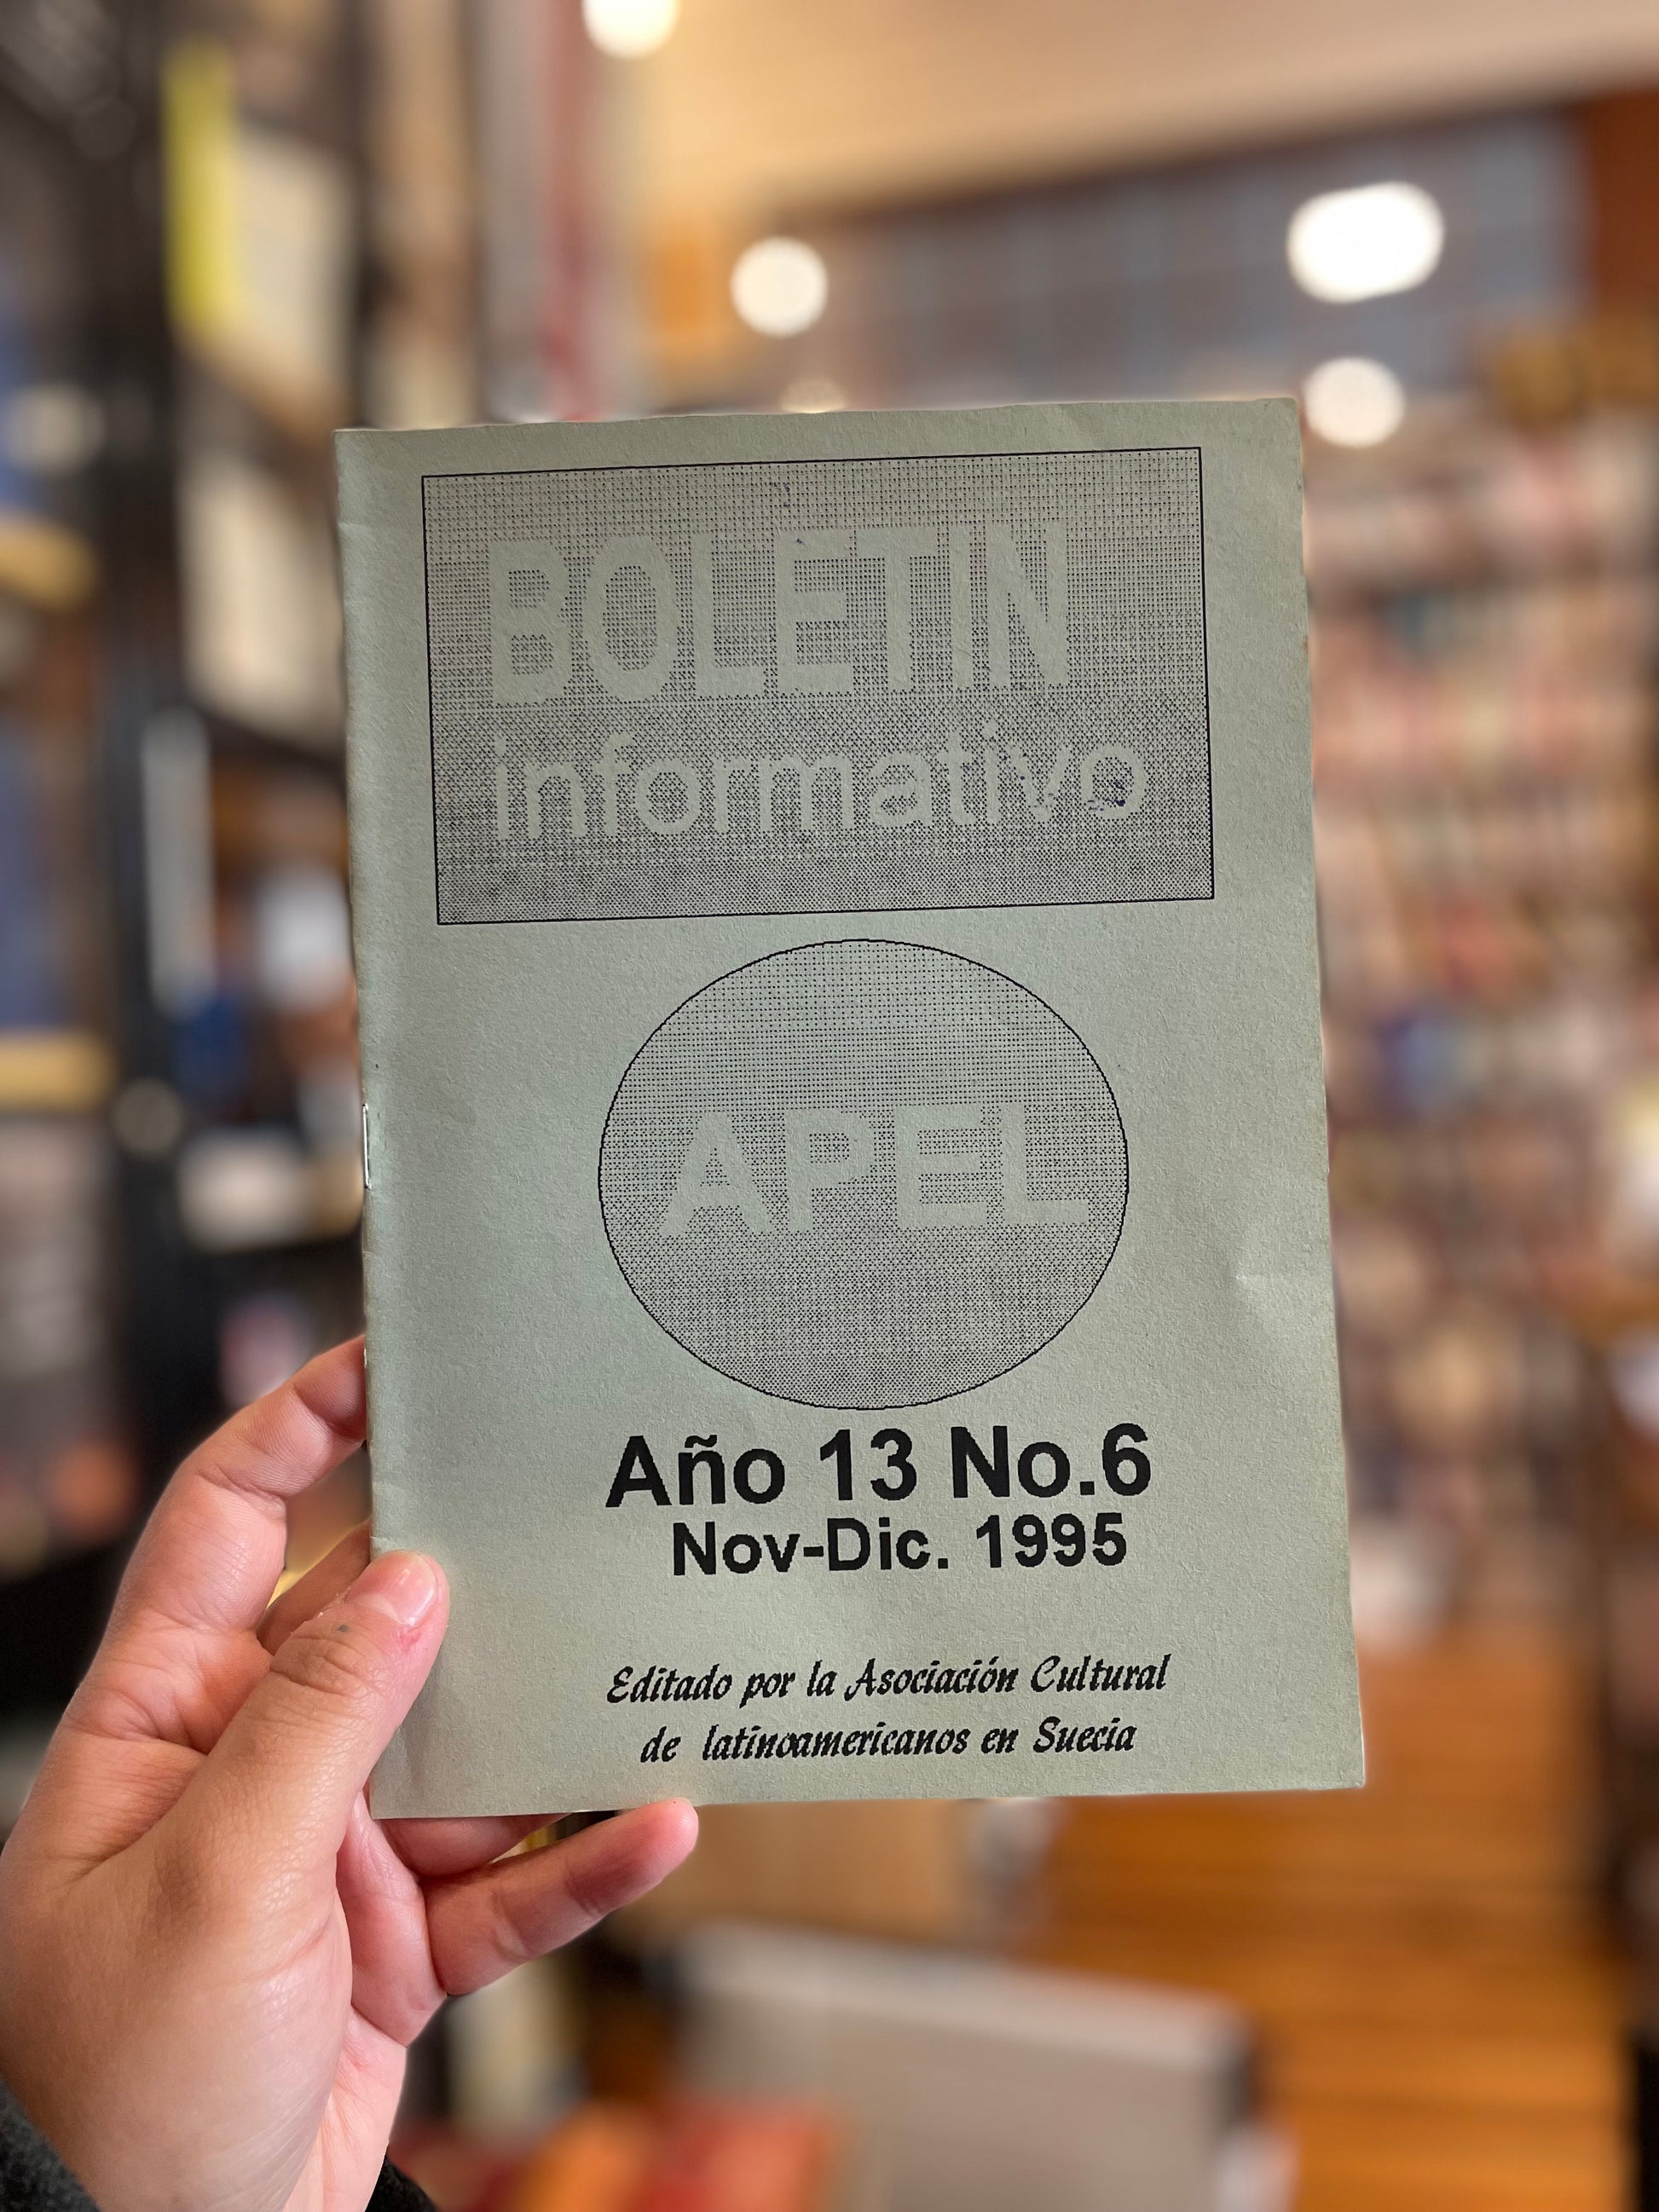 BOLETIN
informativo
APEL
Año 13 No.6
Nov-Dic. 1995
Editado por la Asociación Cultural
de latinoamericanos en Suecia